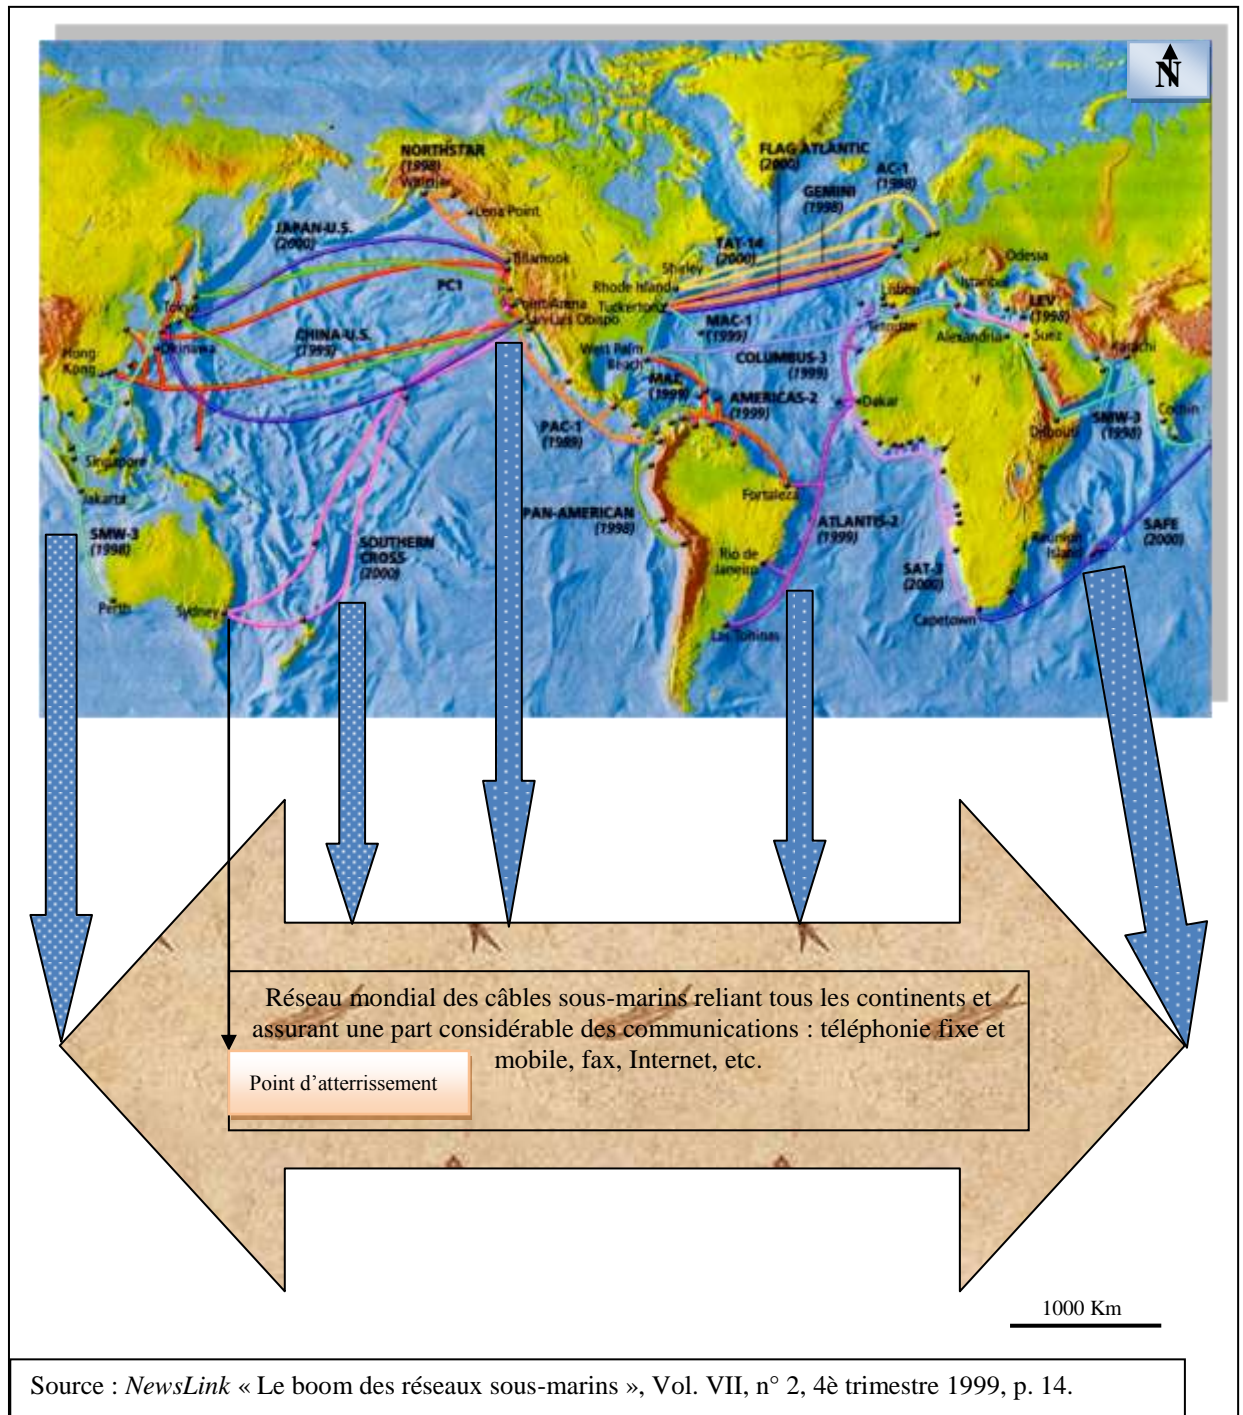 N
NORTHSTAR
(1998)
Whittier
Lena Point
FLAG ATLANTIC
(2000)
AC-1
(1998)
GEMINI
(1998)
JAPAN-U.S.
(2000)
Tillamook
TAT-14
(2000)
Shirley
Rhode Island
Tuckerton
Odessa
Istanbul
Lisbon
PC1
Point Arena
San Luis Obispo
Tokyo
LEV
(1998)
Tetouan
Alexandria
Suez
Karachi
MAC-1
(1999)
CHINA-U.S.
(1999)
Okinawa
Hong
Kong
West Palm
Beach
COLUMBUS-3
(1999)
MAC
(1999)
AMERICAS-2
(1999)
Dakar
Cochin
SMW-3
(1998)
Djibouti
PAC-1
(1989)
Singapore
Jakarta
Fortaleza
PAN-AMERICAN
(1998)
ATLANTIS-2
(1999)
SMW-3
(1998)
SOUTHERN
CROSS
(2000)
Rio de
Janeiro
Reunion
Island
SAFE
(2000)
SAT-3
(2000)
Perth
Sydney
Capetown
Las Toninas
Réseau mondial des câbles sous-marins reliant tous les continents et
assurant une part considérable des communications : téléphonie fixe et
mobile, fax, Internet, etc.
Point d’atterrissement
1000 Km
Source : NewsLink « Le boom des réseaux sous-marins », Vol. VII, n° 2, 4è trimestre 1999, p. 14.